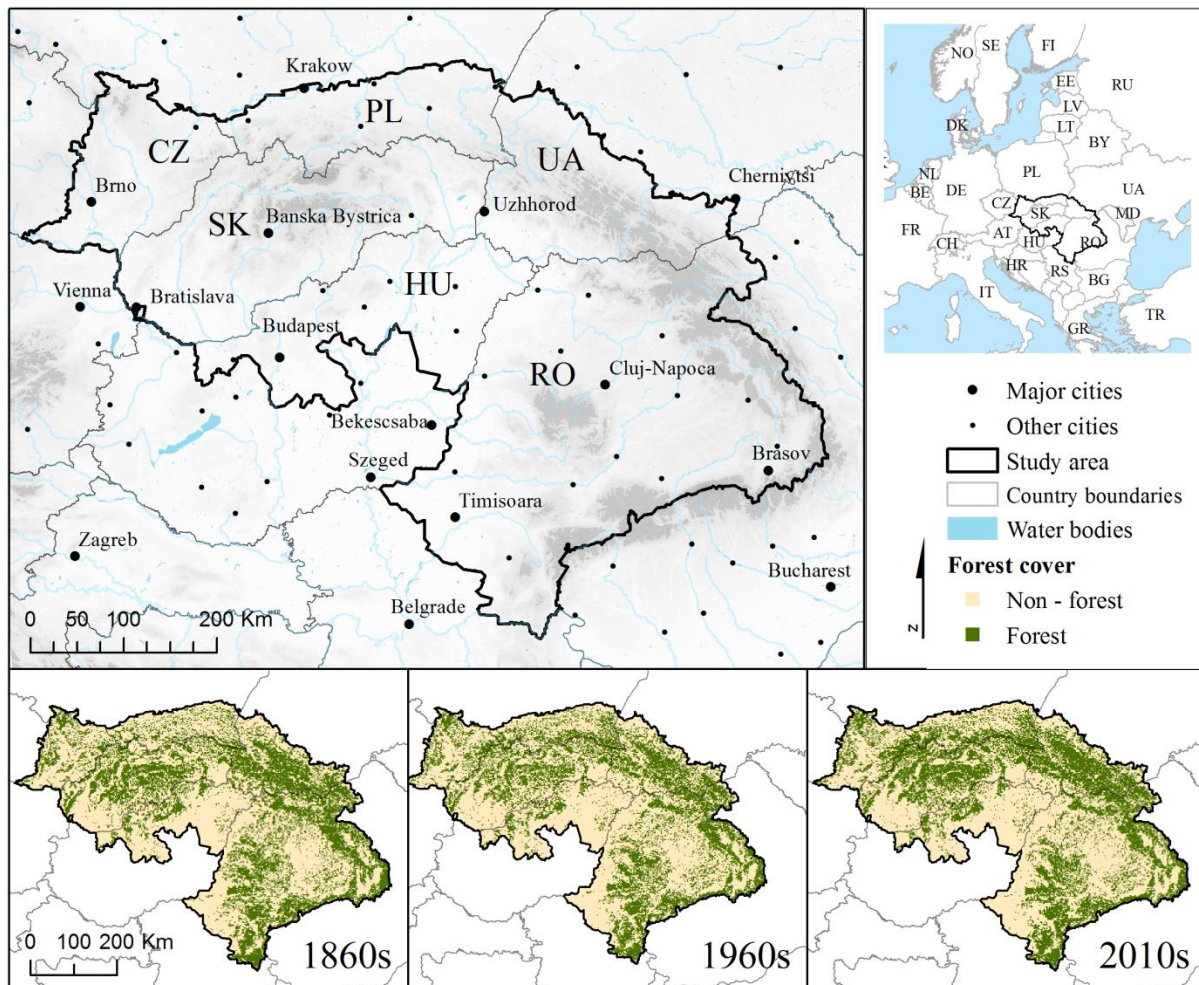 Krakow
PL
CZ
UA
Brno
Chernivtsi
SK
Banska Bystrica
Uzhhorod
HU
Vienna
Bratislava
Budapest
RO
Cluj-Napoca
Bekescsaba
Szeged
Brasov
Timisoara
Zagreb
Bucharest
Belgrade
0 50 100 200 Km
NO
SE
FI
EE
RU
LV
DK
LT
BY
NL
BE
DE
PL
UA
CZ
SK
MD
FR
AT
CH
HU
RO
HR
RS
IT
BG
GR
TR
Major cities
Other cities
Study area
Country boundaries
Water bodies
Forest cover
Non - forest
Forest
N
0 100 200 Km
1860s
1960s
2010s